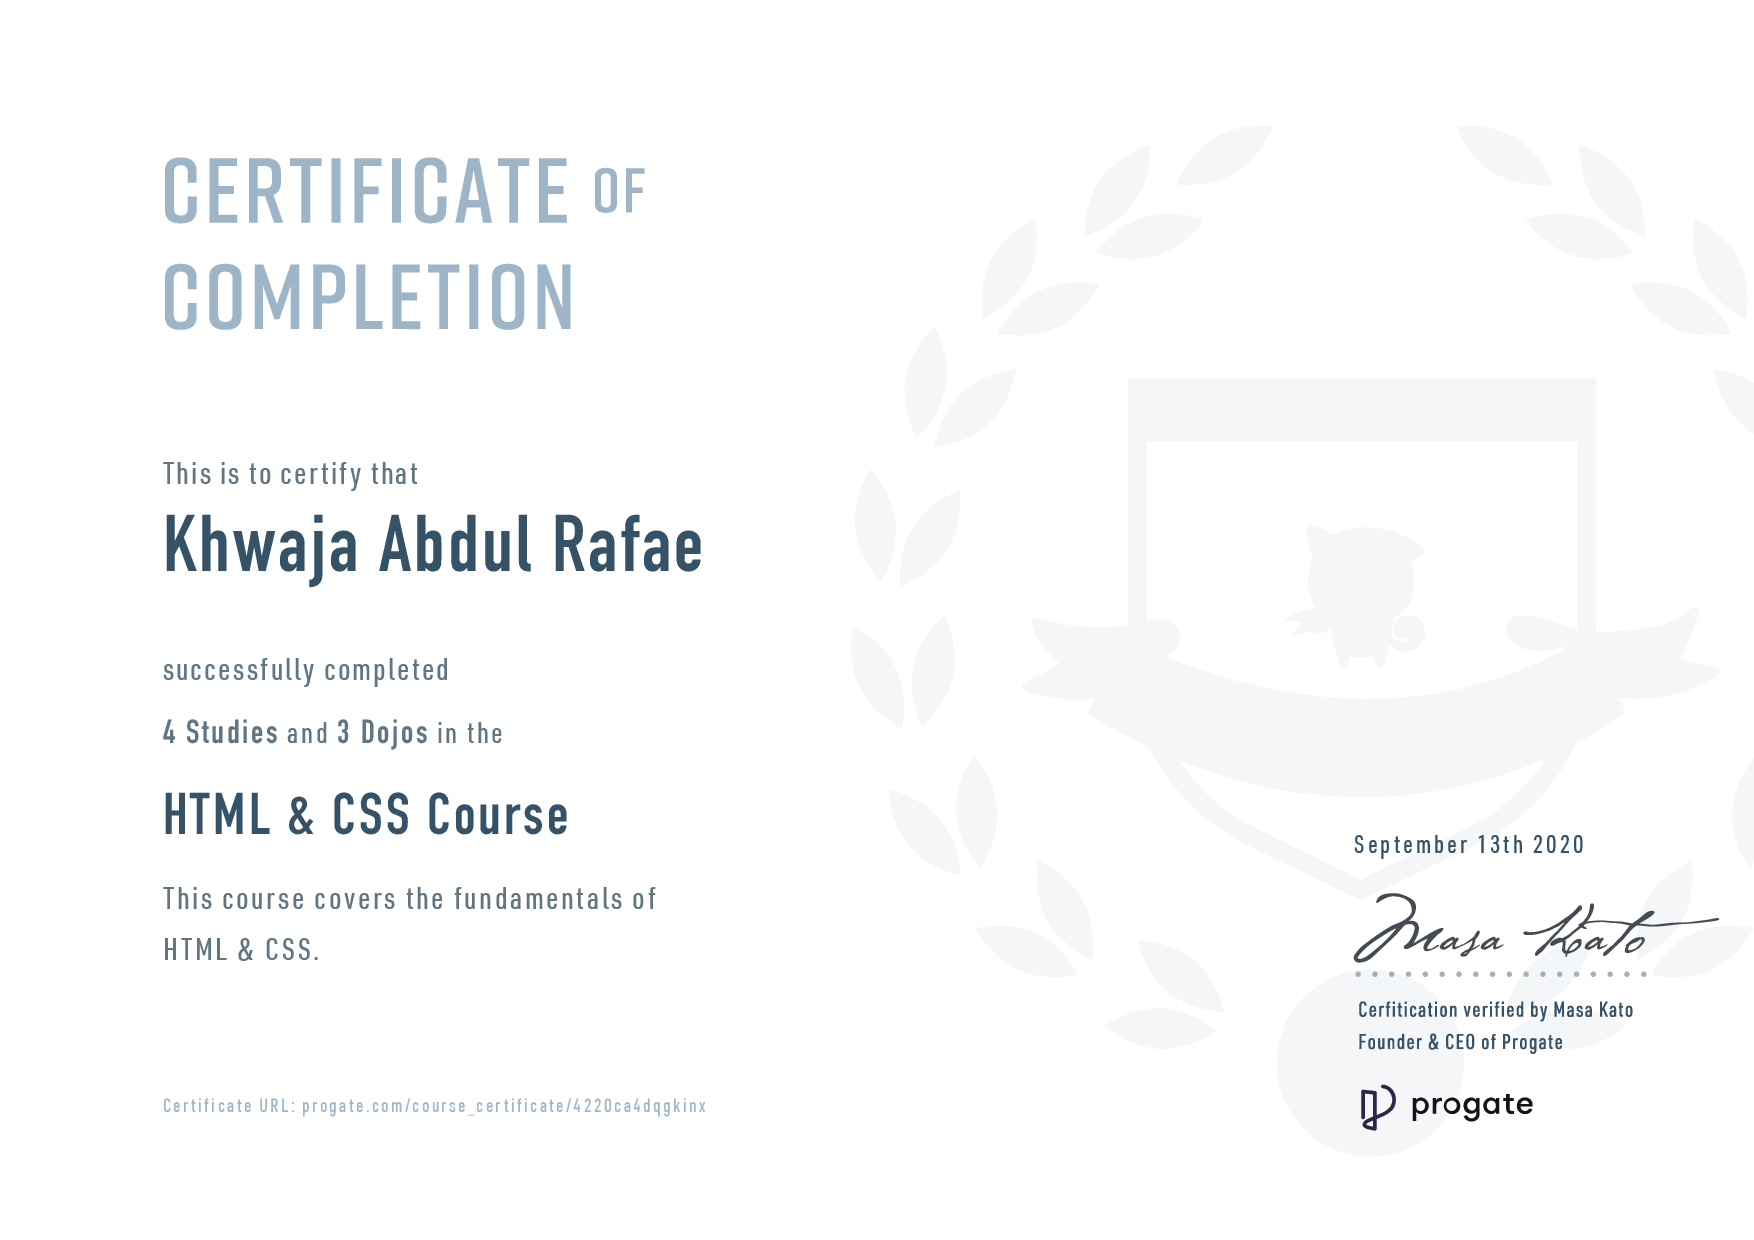 CERTIFICATE OF
COMPLETION
This is to certify that
Khwaja Abdul Rafae
successfully completed
4 Studies and 3 Dojos in the
HTML & CSS Course
This course covers the fundamentals of
HTML & CSS.
September 13th 2020
Masa Kato
Cerfitication verified by Masa Kato
Founder & CEO of Progate
progate
Certificate URL: progate.com/course_certificate/4220ca4dqgkinx